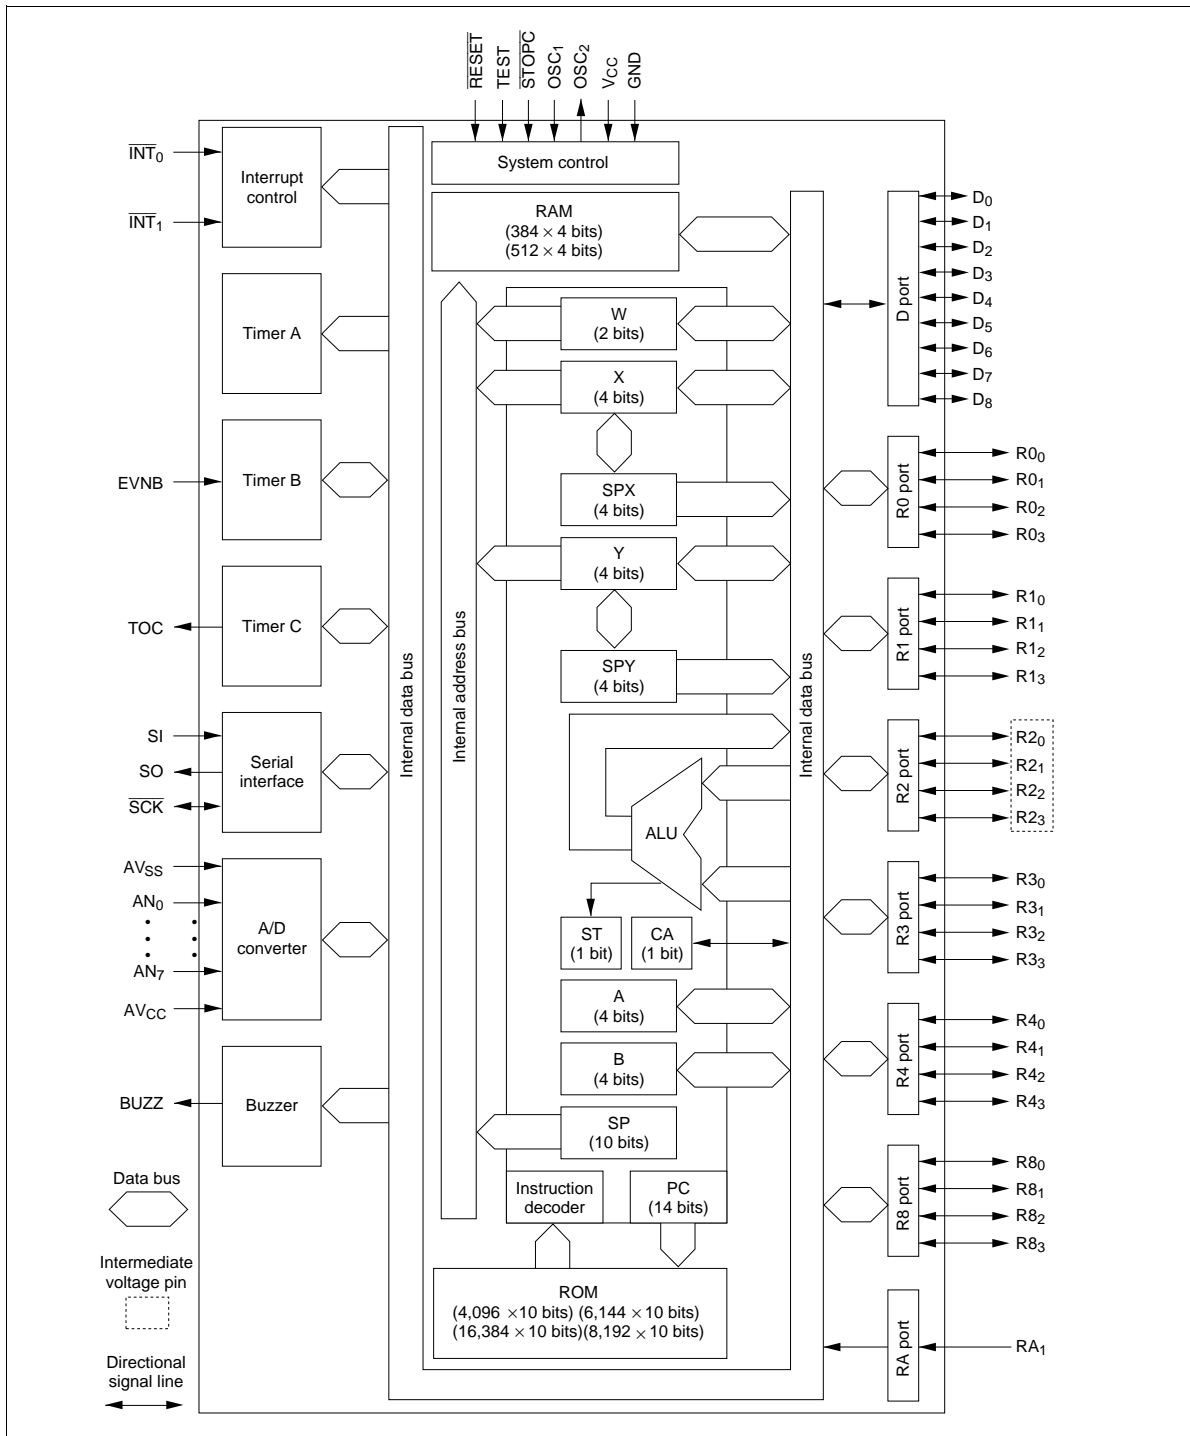 RESET
TEST
STOPC
OSC1
OSC2
VCC
GND
System control
INT0
INT1
Interrupt
control
RAM
(384 × 4 bits)
(512 × 4 bits)
Timer A
W
(2 bits)
X
(4 bits)
SPX
(4 bits)
EVNB
Timer B
Y
(4 bits)
TOC
Timer C
SPY
(4 bits)
Internal data bus
Internal address bus
Internal data bus
SI
SO
SCK
Serial
interface
ALU
AVSS
AN0
AN7
AVCC
A/D
converter
ST
(1 bit)
CA
(1 bit)
A
(4 bits)
B
(4 bits)
BUZZ
Buzzer
SP
(10 bits)
Instruction
decoder
PC
(14 bits)
ROM
(4,096 ×10 bits) (6,144 × 10 bits)
(16,384 × 10 bits)(8,192 × 10 bits)
D port
D0
D1
D2
D3
D4
D5
D6
D7
D8
R0 port
R00
R01
R02
R03
R1 port
R10
R11
R12
R13
R2 port
R20
R21
R22
R23
R3 port
R30
R31
R32
R33
R4 port
R40
R41
R42
R43
R8 port
R80
R81
R82
R83
RA port
RA1
Data bus
Intermediate
voltage pin
Directional
signal line